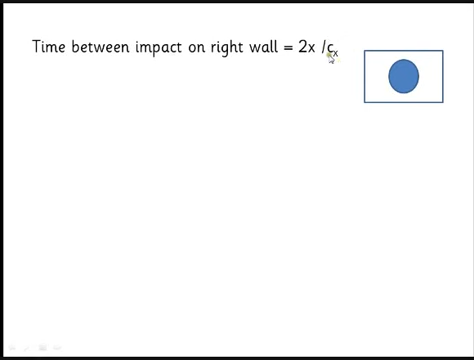 Time between impact on right wall = 2x /cₓ